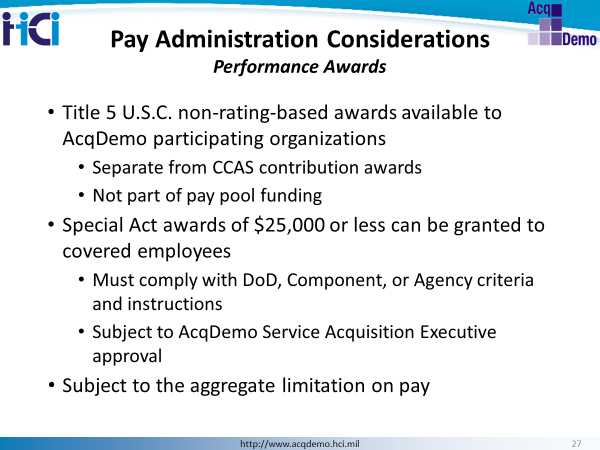 HCi
Acq
Demo
Pay Administration Considerations
Performance Awards
• Title 5 U.S.C. non-rating-based awards available to
AcqDemo participating organizations
• Separate from CCAS contribution awards
• Not part of pay pool funding
• Special Act awards of $25,000 or less can be granted to
covered employees
• Must comply with DoD, Component, or Agency criteria
and instructions
• Subject to AcqDemo Service Acquisition Executive
approval
• Subject to the aggregate limitation on pay
http://www.acqdemo.hci.mil
27